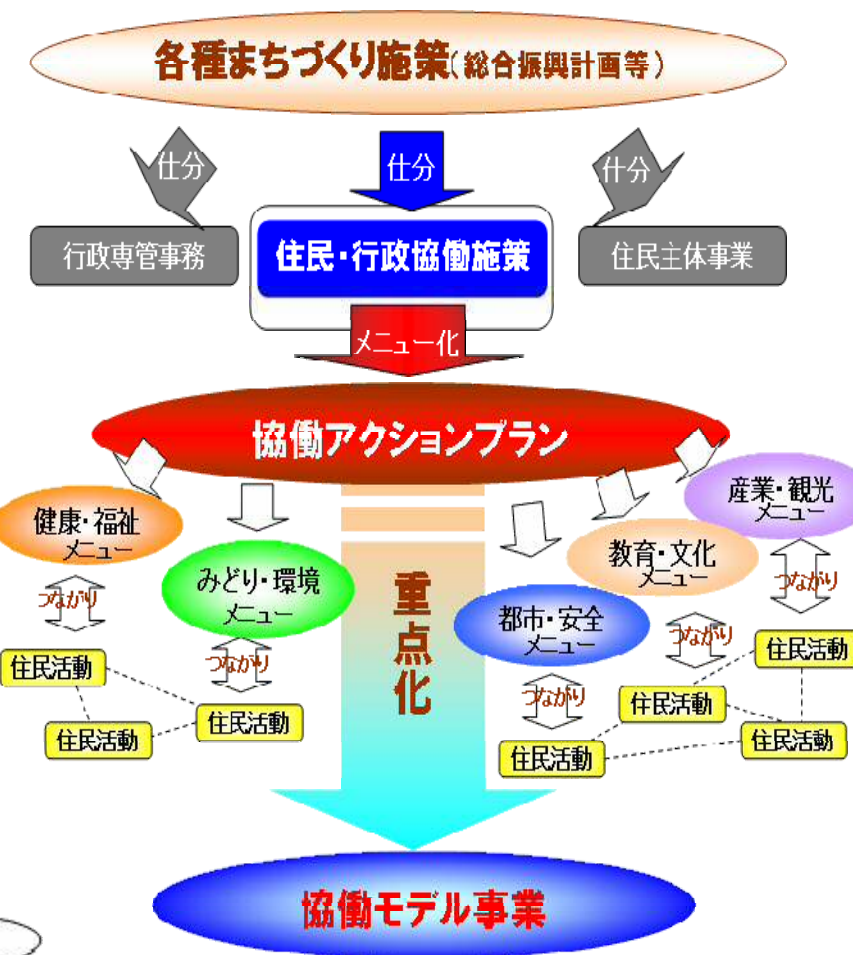 各種まちづくり施策(総合振興計画等)
仕分
仕分
仕分
行政専管事務
住民・行政協働施策
住民主体事業
メニュー化
協働アクションプラン
健康・福祉
メニュー
みどり・環境
メニュー
都市・安全
メニュー
教育・文化
メニュー
産業・観光
メニュー
つながり
つながり
つながり
つながり
つながり
重点化
住民活動
住民活動
住民活動
住民活動
住民活動
住民活動
住民活動
協働モデル事業